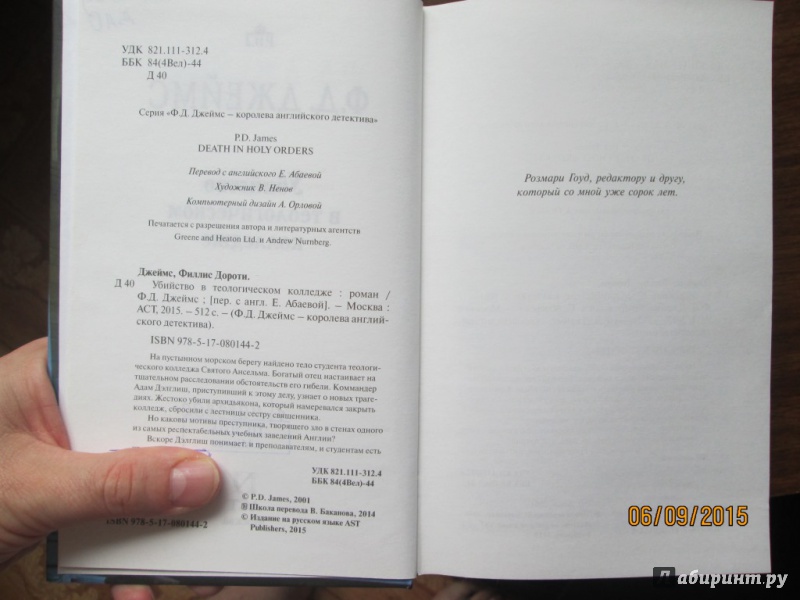 УДК 821.111-312.4
ББК 84(4Вел)-44
Д 40
Серия «Ф.Д. Джеймс – королева английского детектива»
P.D. James
DEATH IN HOLY ORDERS
Перевод с английского Е. Абаевой
Художник В. Ненов
Компьютерный дизайн А. Орловой
Печатается с разрешения автора и литературных агентств
Greene and Heaton Ltd. и Andrew Nurnberg.
Джеймс, Филлис Дороти.
Д 40 Убийство в теологическом колледже : роман /
Ф.Д. Джеймс ; [пер. с англ. Е. Абаевой]. – Москва :
АСТ, 2015. – 512 с. – (Ф.Д. Джеймс – королева англий-
ского детектива).
ISBN 978-5-17-080144-2
На пустынном морском берегу найдено тело студента теологи-
ческого колледжа Святого Ансельма. Богатый отец настаивает на
тщательном расследовании обстоятельств его гибели. Коммандер
Адам Дэлглиш, приступивший к этому делу, узнает о новых траге-
диях. Жестоко убили архидьякона, который намеревался закрыть
колледж, сбросили с лестницы сестру священника.
Но каковы мотивы преступника, творящего зло в стенах одного
из самых респектабельных учебных заведений Англии?
Вскоре Дэлглиш понимает: и преподавателям, и студентам есть
УДК 821.111-312.4
ББК 84(4Вел)-44
© P.D. James, 2001
Школа перевода В. Баканова, 2014
© Издание на русском языке AST
Publishers, 2015
ISBN 978-5-17-080144-2
Розмари Гоуд, редактору и другу,
который со мной уже сорок лет.
06/09/2015
Лабиринт.ру